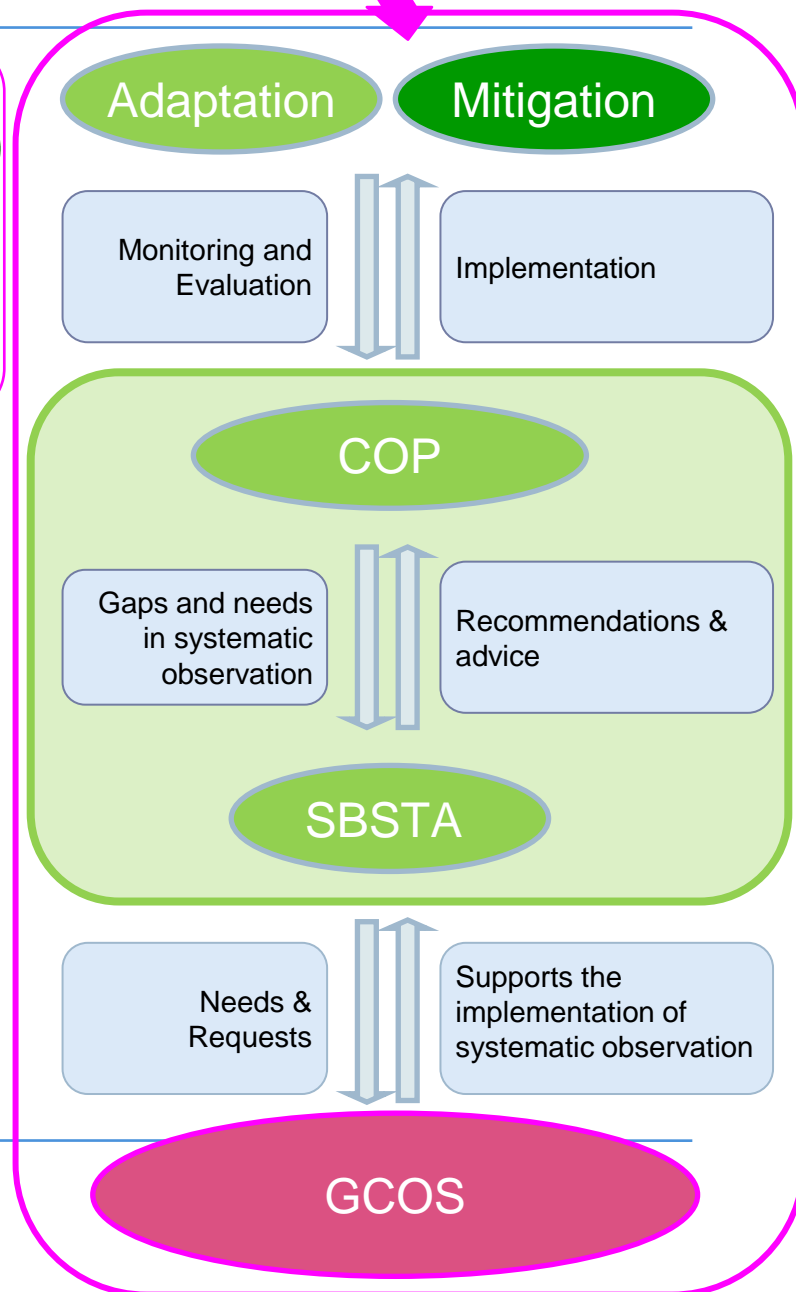 Adaptation
Mitigation
Monitoring and
Evaluation
Implementation
COP
Gaps and needs
in systematic
observation
Recommendations &
advice
SBSTA
Needs &
Requests
Supports the
implementation of
systematic observation
GCOS